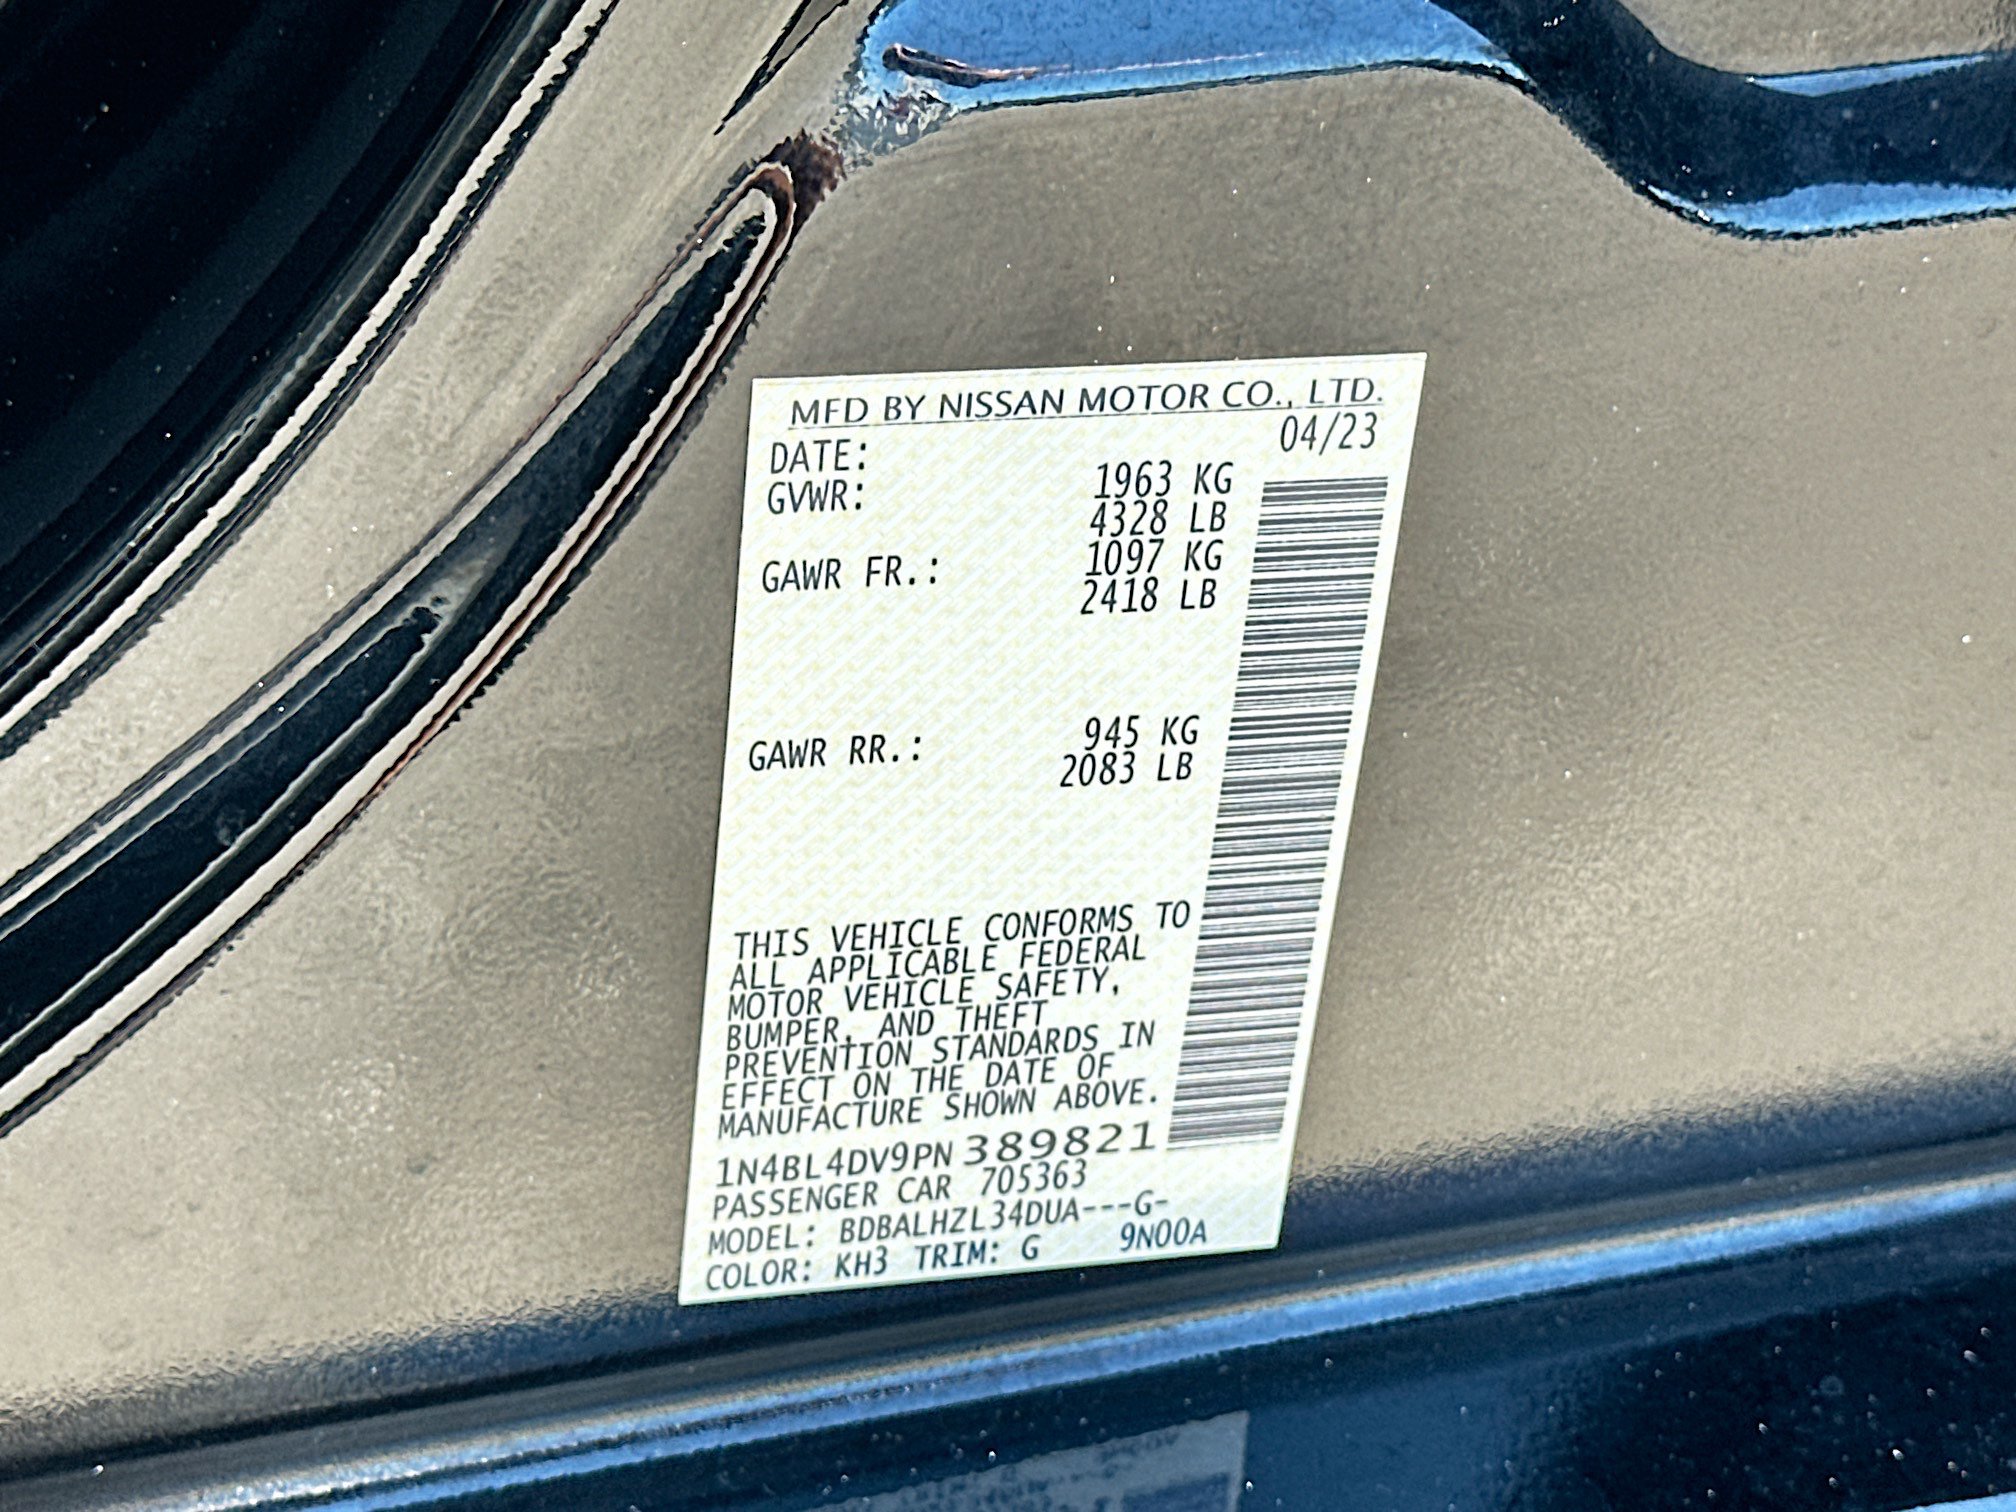 MFD BY NISSAN MOTOR CO., LTD.
DATE: 04/23
GVWR: 1963 KG
4328 LB
GAWR FR.: 1097 KG
2418 LB
GAWR RR.: 945 KG
2083 LB
THIS VEHICLE CONFORMS TO
ALL APPLICABLE FEDERAL
MOTOR VEHICLE SAFETY,
BUMPER, AND THEFT
PREVENTION STANDARDS IN
EFFECT ON THE DATE OF
MANUFACTURE SHOWN ABOVE.
1N4BL4DV9PN389821
PASSENGER CAR 705363
MODEL: BDBALHZL34DUA---G-
COLOR: KH3 TRIM: G 9N00A